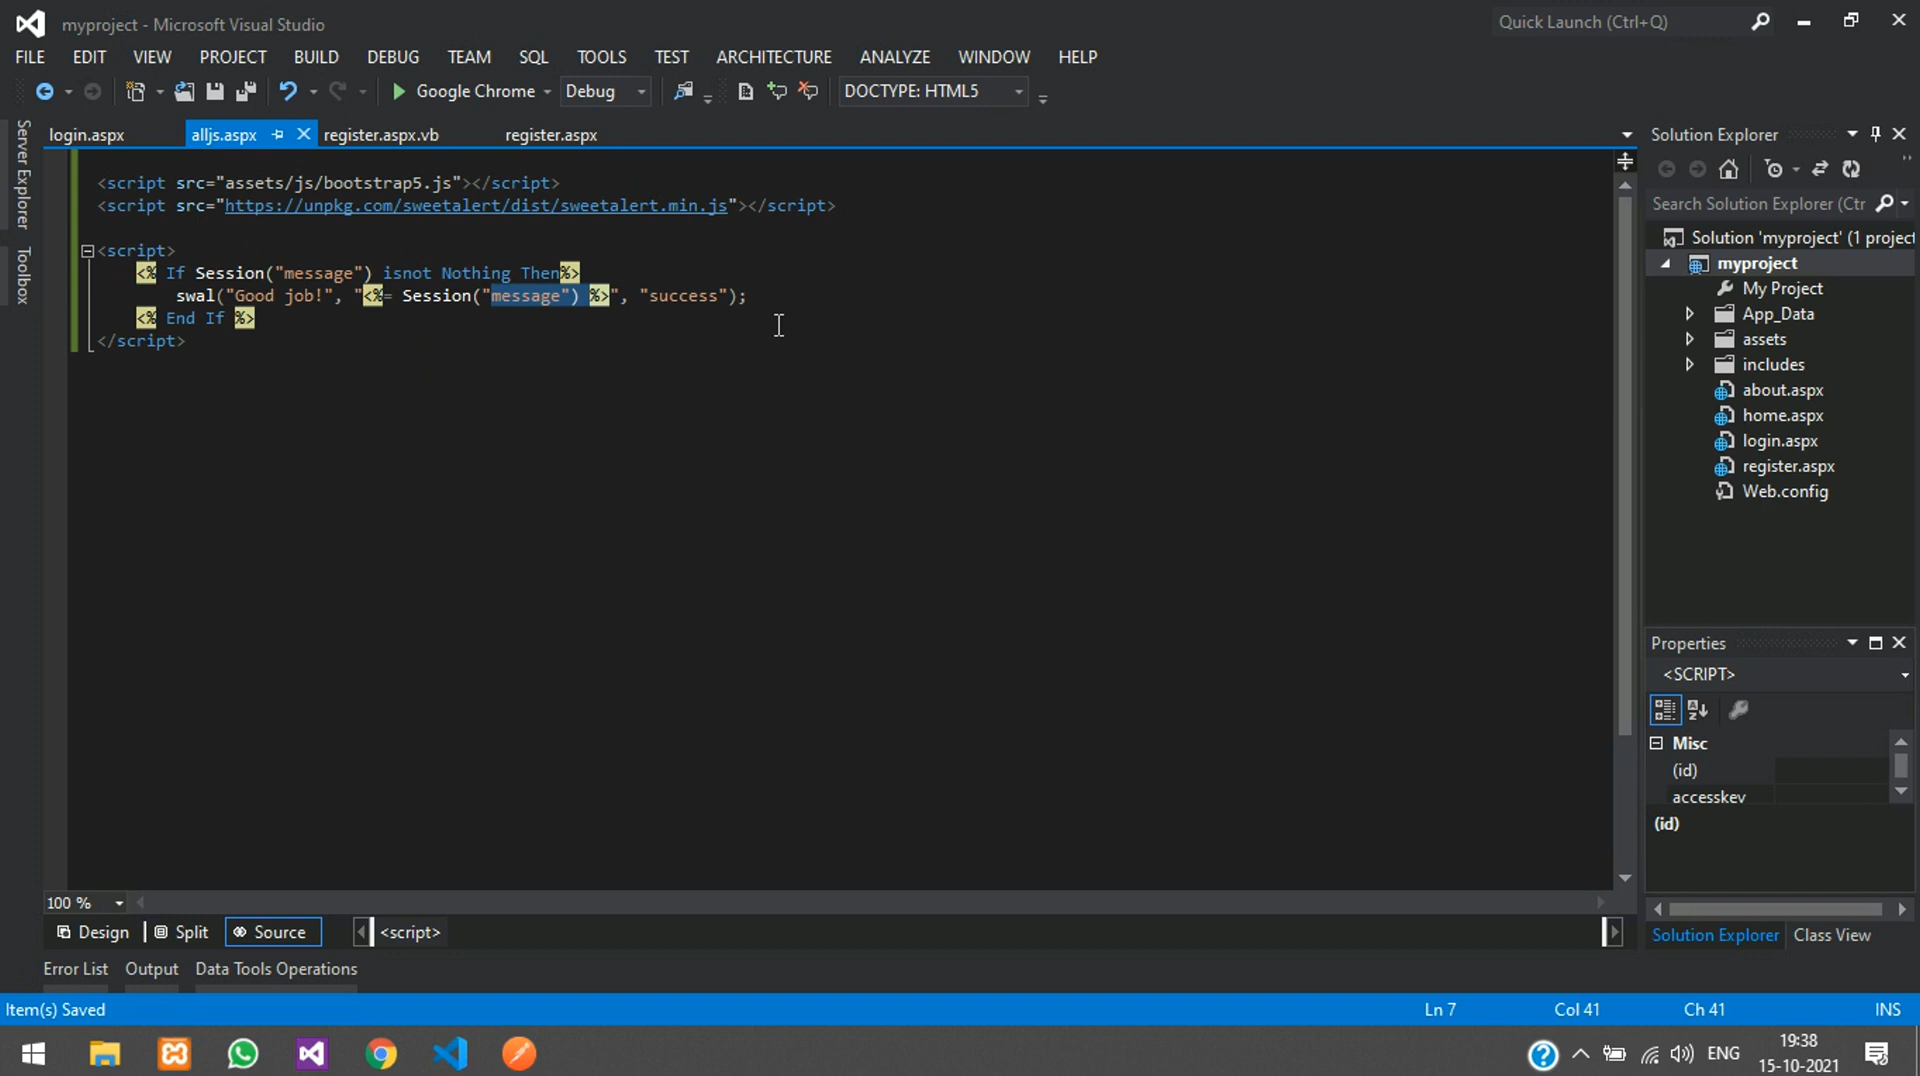 myproject - Microsoft Visual Studio
Quick Launch (Ctrl+Q)
FILE EDIT VIEW PROJECT BUILD DEBUG TEAM SQL TOOLS TEST ARCHITECTURE ANALYZE WINDOW HELP
Google Chrome Debug DOCTYPE: HTML5
Server Explorer
Toolbox
login.aspx alljs.aspx register.aspx.vb register.aspx
<script src="assets/js/bootstrap5.js"></script>
<script src="https://unpkg.com/sweetalert/dist/sweetalert.min.js"></script>
<script>
<% If Session("message") isnot Nothing Then%>
swal("Good job!", "<%= Session("message") %>", "success");
<% End If %>
</script>
100 %
Design Split Source <script>
Error List Output Data Tools Operations
Solution Explorer
Search Solution Explorer (Ctr
Solution 'myproject' (1 project
myproject
My Project
App_Data
assets
includes
about.aspx
home.aspx
login.aspx
register.aspx
Web.config
Properties
<SCRIPT>
Misc
(id)
accesskey
(id)
Solution Explorer Class View
Item(s) Saved Ln 7 Col 41 Ch 41 INS
ENG
19:38
15-10-2021